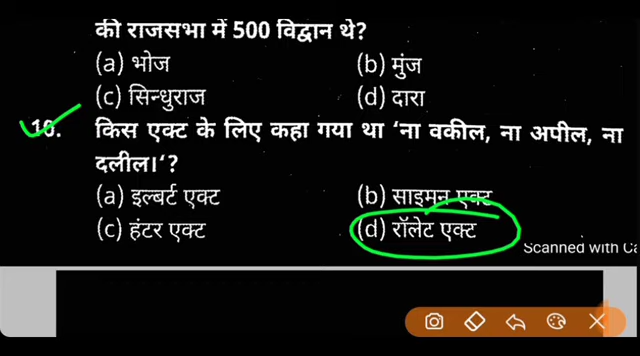 की राजसभा में 500 विद्वान थे?
(a) भोज (b) मुंज
(c) सिन्धुराज (d) दारा
10. किस एक्ट के लिए कहा गया था ‘ना वकील, ना अपील, ना
दलील।‘?
(a) इल्बर्ट एक्ट (b) साइमन एक्ट
(c) हंटर एक्ट (d) रॉलेट एक्ट
Scanned with